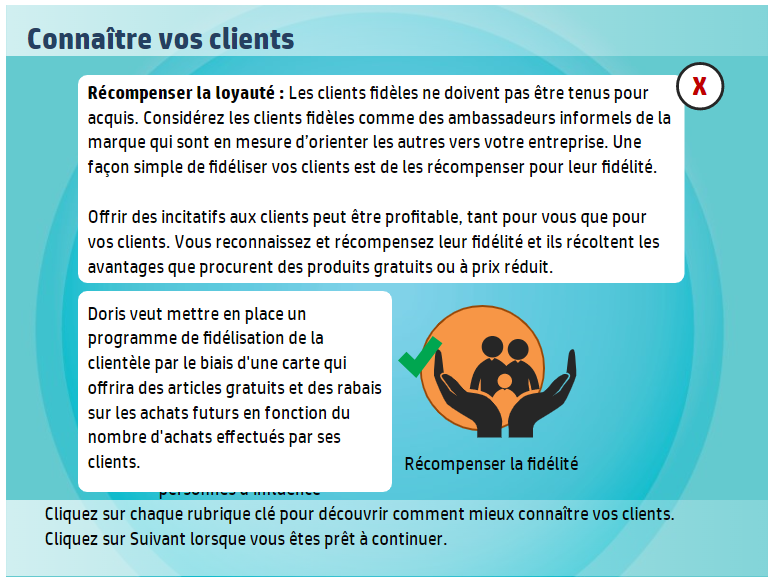 Connaître vos clients
X
Récompenser la loyauté : Les clients fidèles ne doivent pas être tenus pour
acquis. Considérez les clients fidèles comme des ambassadeurs informels de la
marque qui sont en mesure d'orienter les autres vers votre entreprise. Une
façon simple de fidéliser vos clients est de les récompenser pour leur fidélité.
Offrir des incitatifs aux clients peut être profitable, tant pour vous que pour
vos clients. Vous reconnaissez et récompensez leur fidélité et ils récoltent les
avantages que procurent des produits gratuits ou à prix réduit.
Doris veut mettre en place un
programme de fidélisation de la
clientèle par le biais d'une carte qui
offrira des articles gratuits et des rabais
sur les achats futurs en fonction du
nombre d'achats effectués par ses
clients.
Récompenser la fidélité
personnes d'influence
Cliquez sur chaque rubrique clé pour découvrir comment mieux connaître vos clients.
Cliquez sur Suivant lorsque vous êtes prêt à continuer.